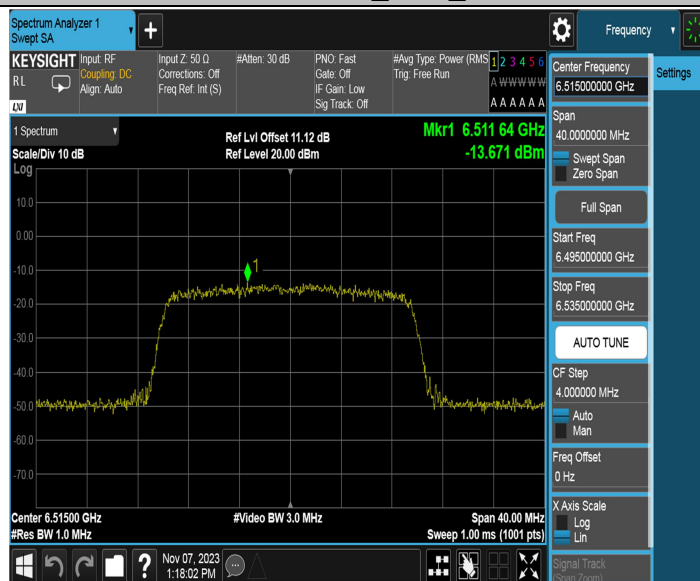 Spectrum Analyzer 1
Swept SA
+
Frequency
KEYSIGHT
RL
LXI
Input: RF
Coupling: DC
Align: Auto
Input Z: 50 Ω
Corrections: Off
Freq Ref: Int (S)
#Atten: 30 dB
PNO: Fast
Gate: Off
IF Gain: Low
Sig Track: Off
#Avg Type: Power (RMS
Trig: Free Run
1 2 3 4 5 6
A W W W W W
A A A A A A
1 Spectrum
Scale/Div 10 dB
Log
Ref Lvl Offset 11.12 dB
Ref Level 20.00 dBm
Mkr1 6.511 64 GHz
-13.671 dBm
10.0
0.00
-10.0
-20.0
-30.0
-40.0
-50.0
-60.0
-70.0
1
Center 6.51500 GHz
#Res BW 1.0 MHz
#Video BW 3.0 MHz
Span 40.00 MHz
Sweep 1.00 ms (1001 pts)
Center Frequency
6.515000000 GHz
Span
40.0000000 MHz
Swept Span
Zero Span
Full Span
Start Freq
6.495000000 GHz
Stop Freq
6.535000000 GHz
AUTO TUNE
CF Step
4.000000 MHz
Auto
Man
Freq Offset
0 Hz
X Axis Scale
Log
Lin
Signal Track
(Span Zoom)
Settings
?
Nov 07, 2023
1:18:02 PM